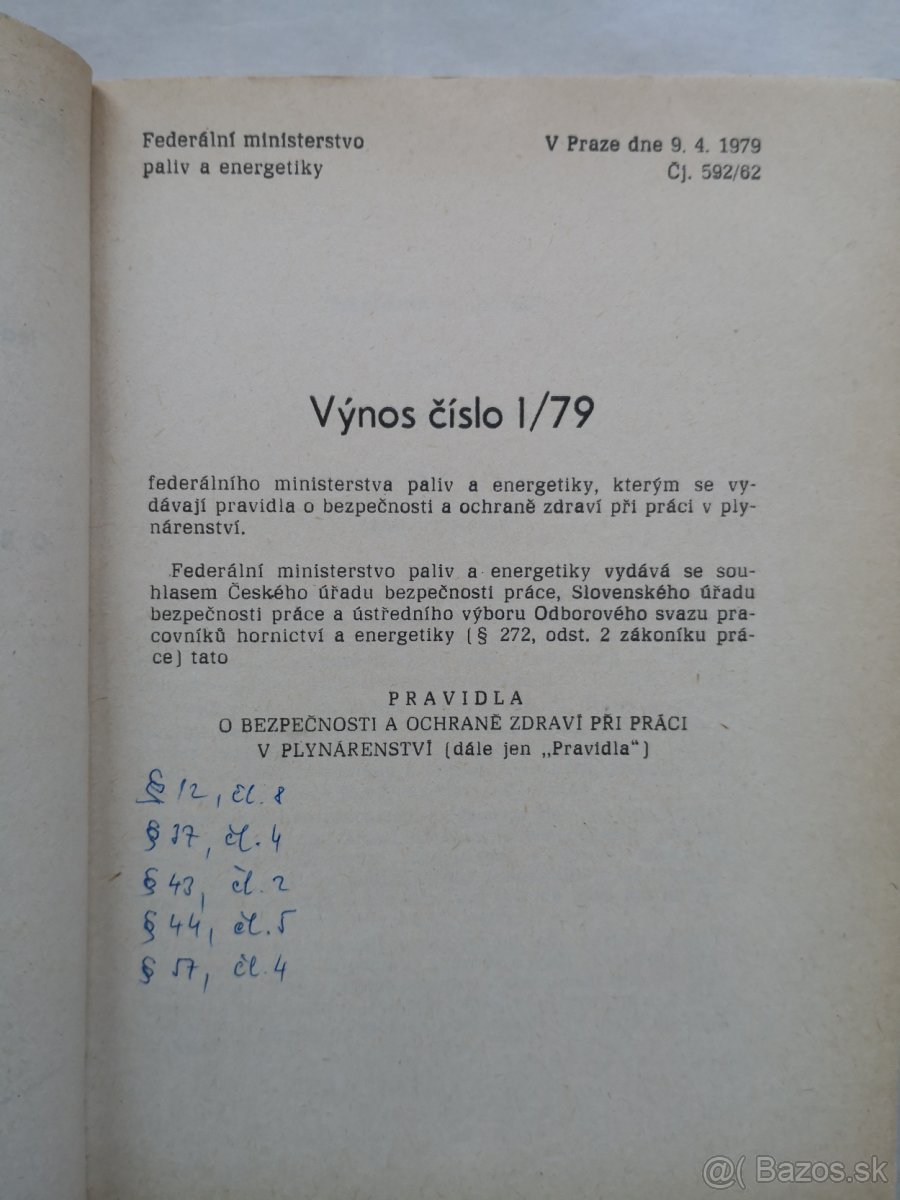 Federální ministerstvo
paliv a energetiky
V Praze dne 9. 4. 1979
Čj. 592/62
Výnos číslo 1/79
federálního ministerstva paliv a energetiky, kterým se vy-
dávají pravidla o bezpečnosti a ochraně zdraví při práci v ply-
nárenství.
Federální ministerstvo paliv a energetiky vydává se sou-
hlasem Českého úřadu bezpečnosti práce, Slovenského úřadu
bezpečnosti práce a ústředního výboru Odborového svazu pra-
covníků hornictví a energetiky (§ 272, odst. 2 zákoníku prá-
ce) tato
PRAVIDLA
O BEZPEČNOSTI A OCHRANĚ ZDRAVÍ PŘI PRÁCI
V PLYNÁRENSTVÍ (dále jen „Pravidla“)
§ 12, čl. 8
§ 37, čl. 4
§ 43, čl. 2
§ 44, čl. 5
§ 57, čl. 4
@( Bazos.sk